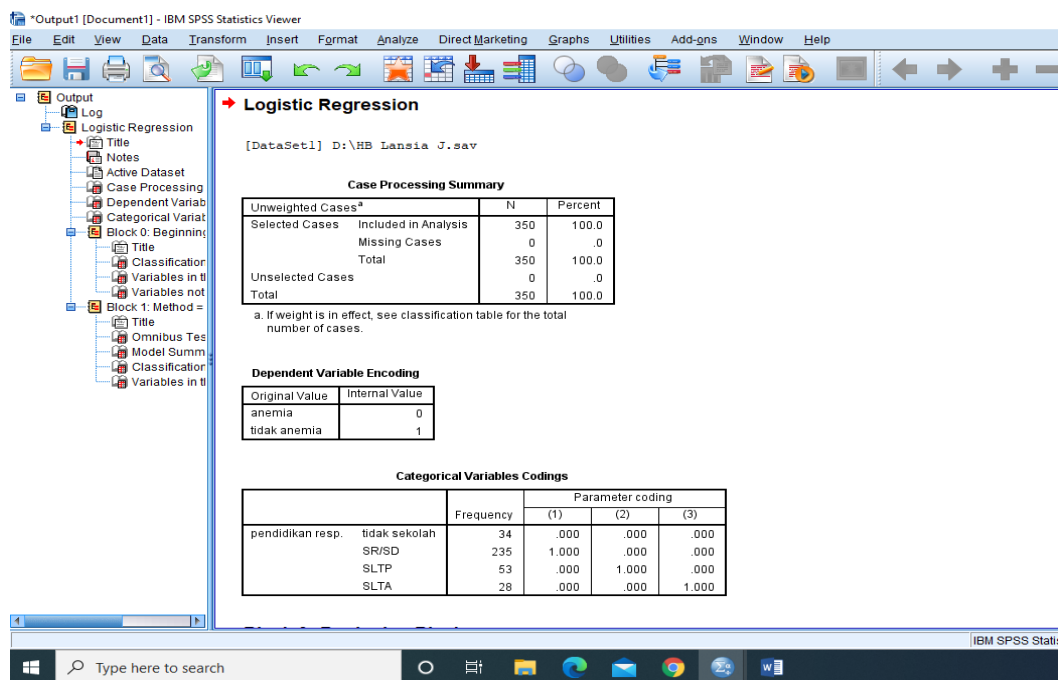 *Output1 [Document1] - IBM SPSS Statistics Viewer
File Edit View Data Transform Insert Format Analyze Direct Marketing Graphs Utilities Add-ons Window Help
Output
Log
Logistic Regression
Title
Notes
Active Dataset
Case Processing
Dependent Variab
Categorical Variab
Block 0: Beginning
Title
Classification
Variables in tl
Variables not
Block 1: Method =
Title
Omnibus Tes
Model Summ
Classification
Variables in tl
Logistic Regression
[DataSet1] D:\HB Lansia J.sav
Case Processing Summary
Unweighted Cases a N Percent
Selected Cases Included in Analysis 350 100.0
Missing Cases 0 .0
Total 350 100.0
Unselected Cases 0 .0
Total 350 100.0
a. If weight is in effect, see classification table for the total
number of cases.
Dependent Variable Encoding
Original Value Internal Value
anemia 0
tidak anemia 1
Categorical Variables Codings
Parameter coding
Frequency (1) (2) (3)
pendidikan resp. tidak sekolah 34 .000 .000 .000
SR/SD 235 1.000 .000 .000
SLTP 53 .000 1.000 .000
SLTA 28 .000 .000 1.000
IBM SPSS Statis
Type here to search